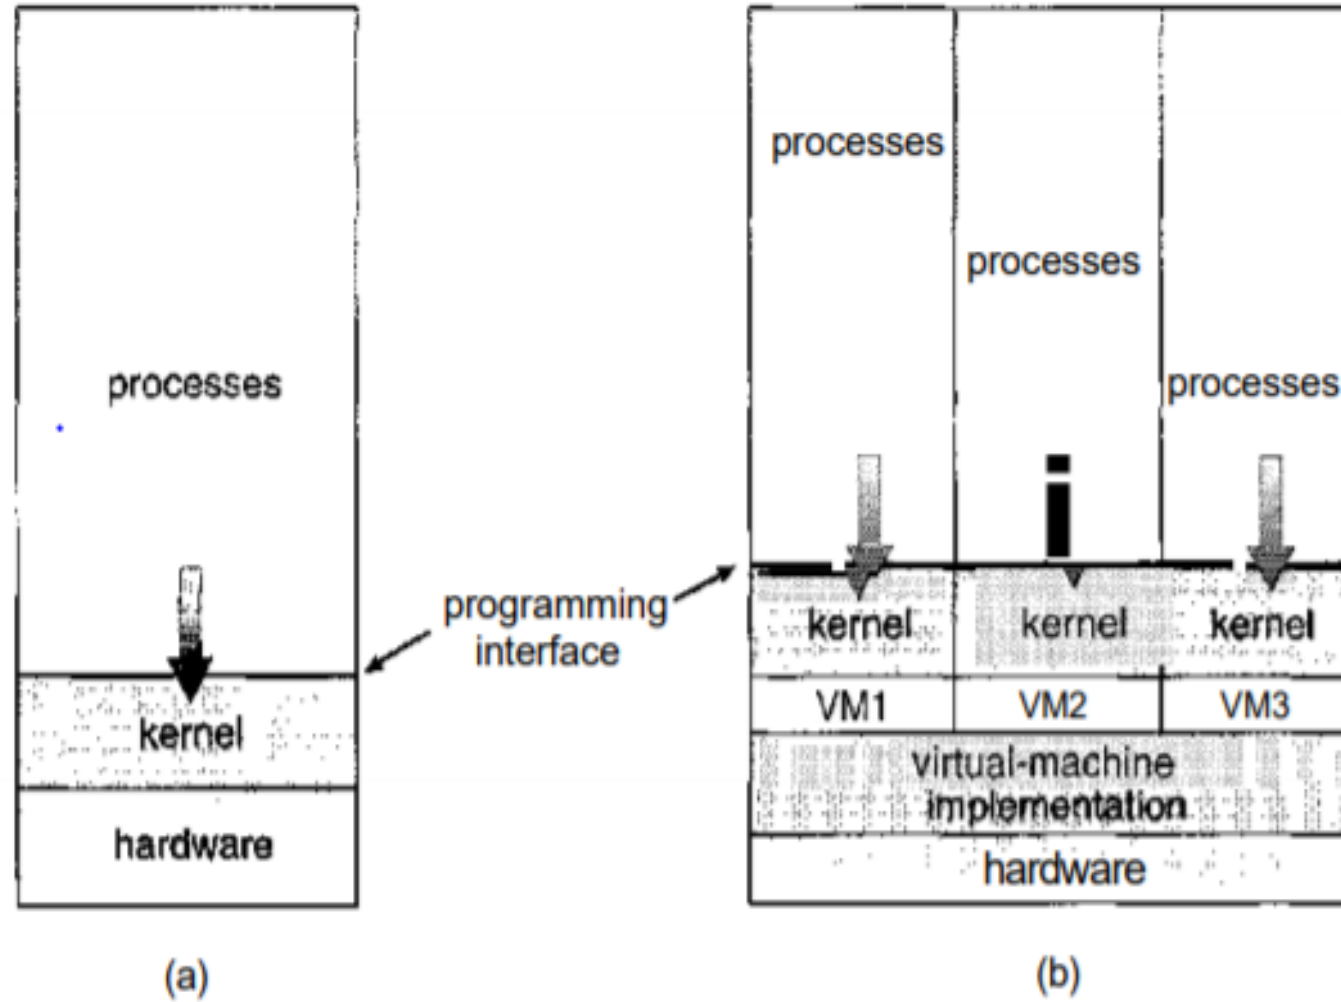 processes
kernel
hardware
(a)
programming
interface
processes
processes
processes
kernel
kernel
kernel
VM1
VM2
VM3
virtual-machine
implementation
hardware
(b)